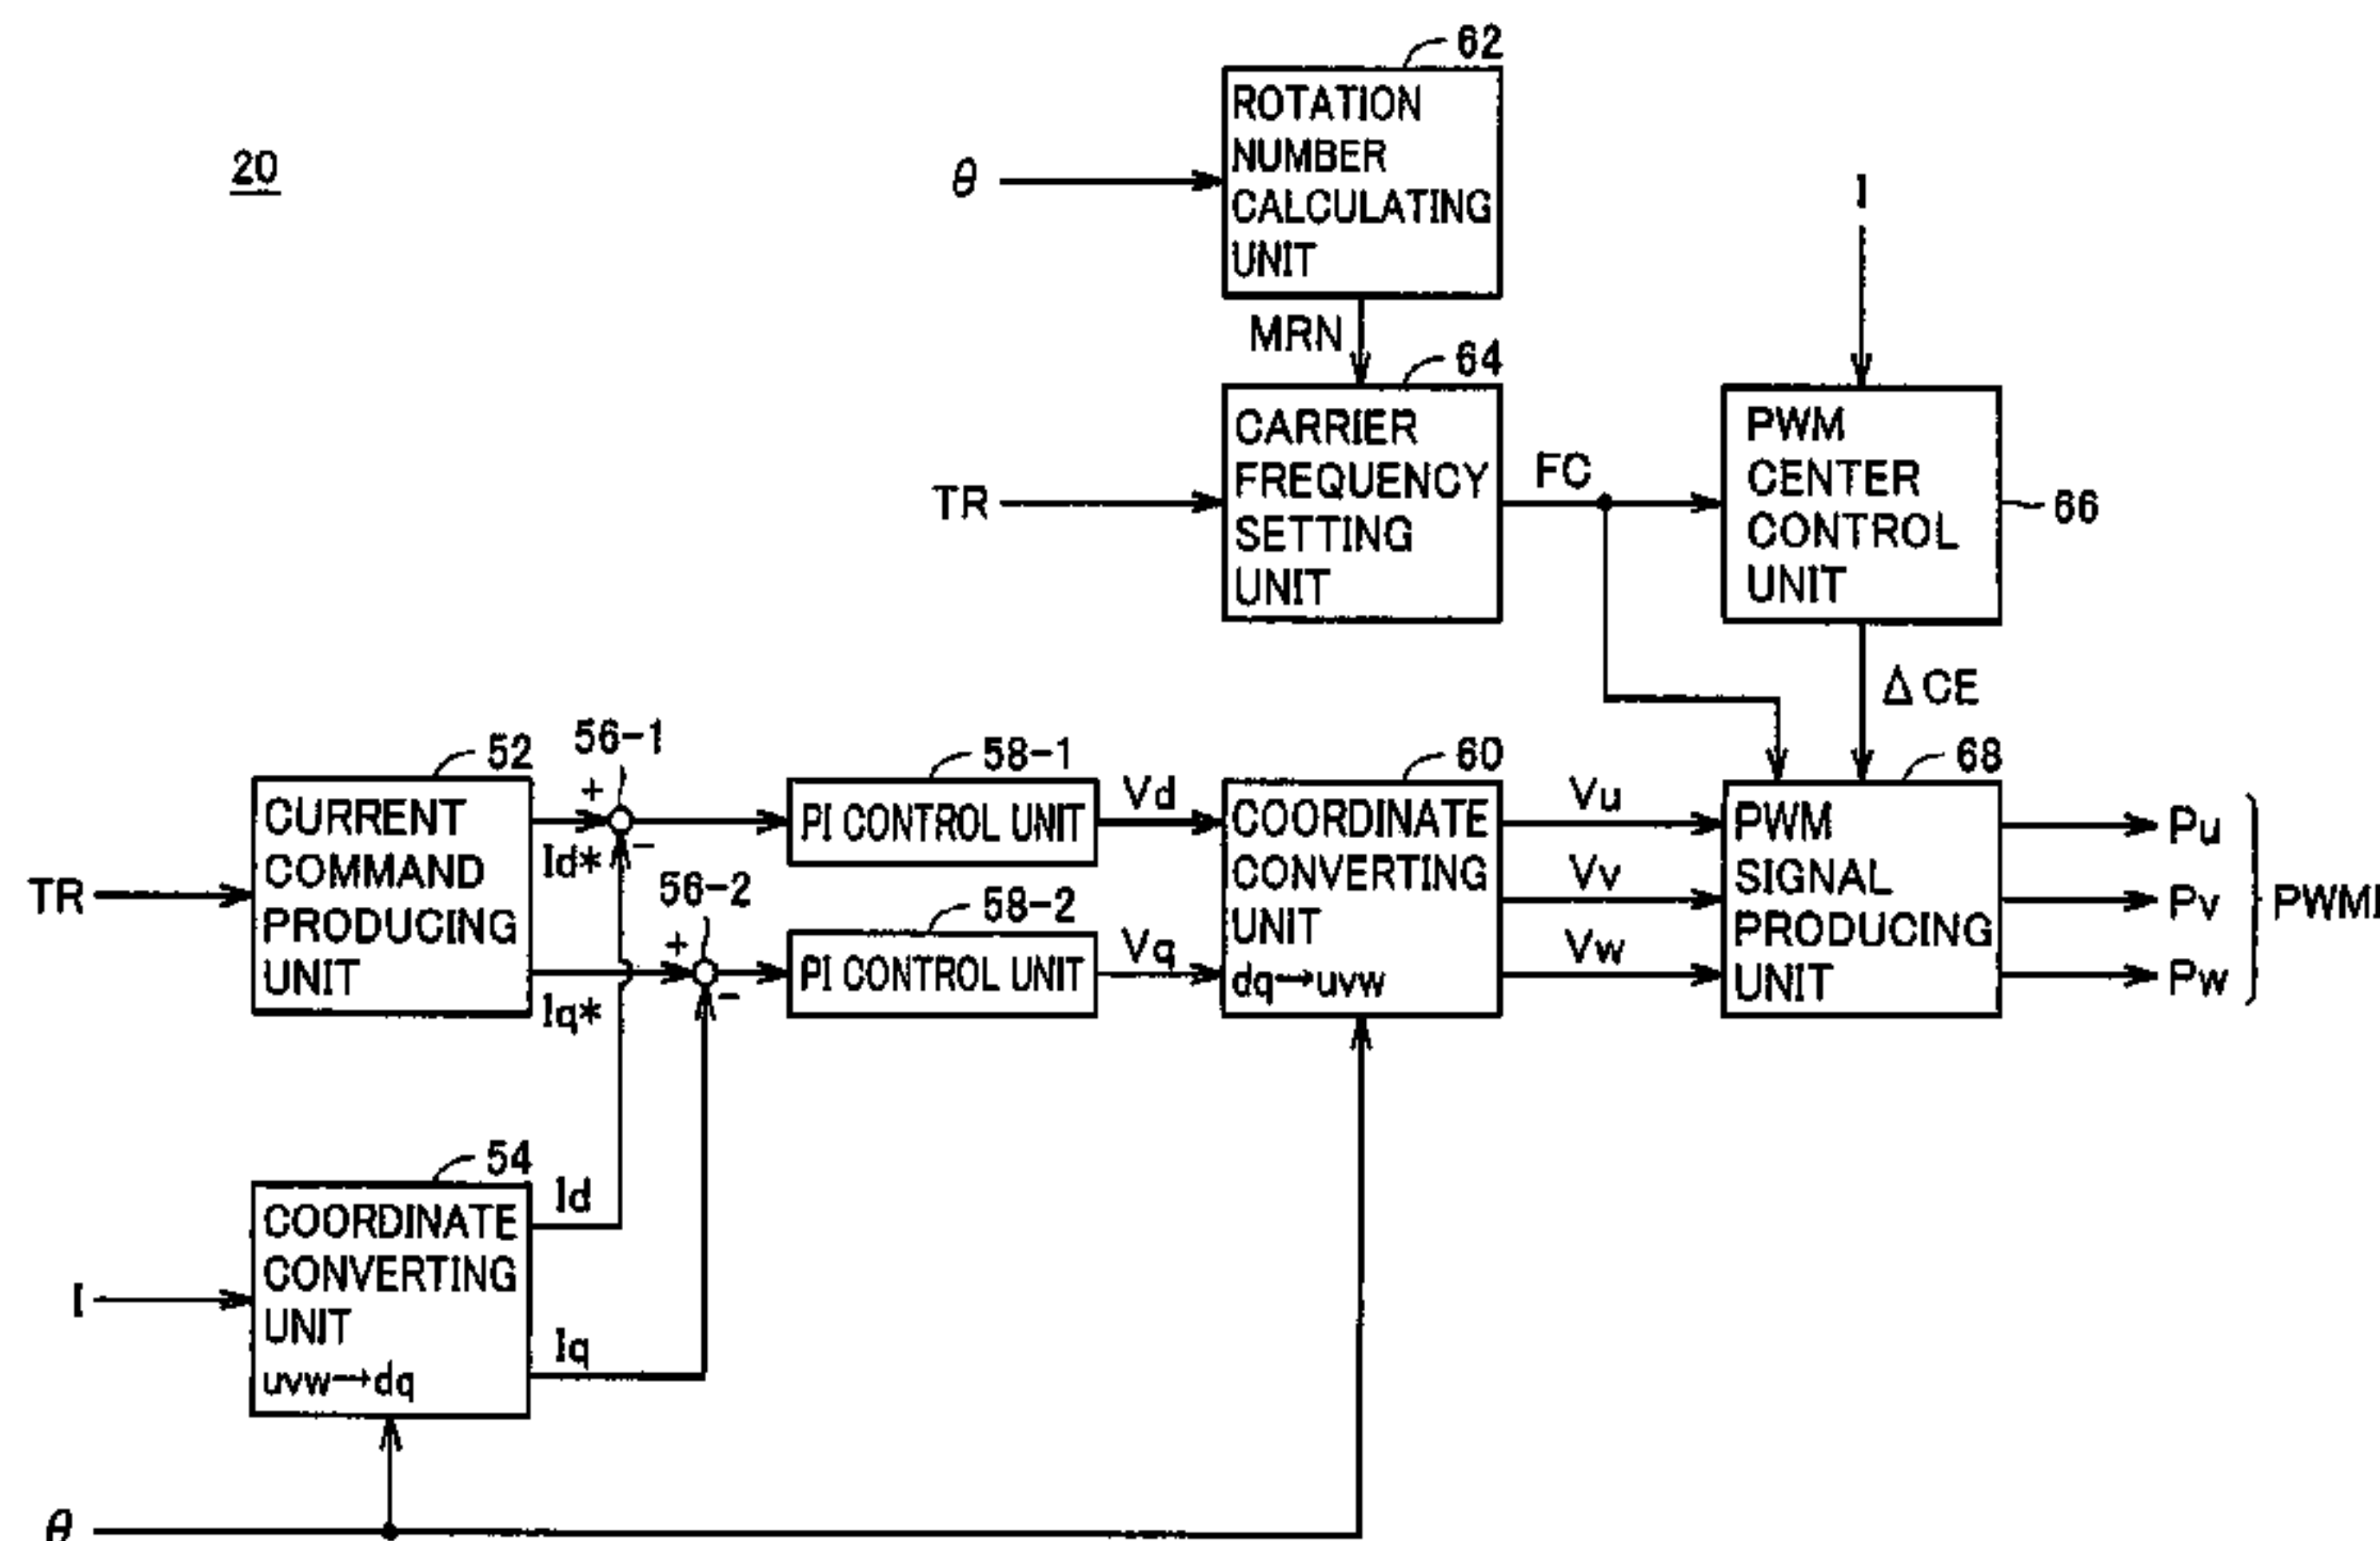 20
62
ROTATION
NUMBER
CALCULATING
UNIT
θ
I
MRN
64
CARRIER
FREQUENCY
SETTING
UNIT
TR
FC
PWM
CENTER
CONTROL
UNIT
66
ΔCE
52
CURRENT
COMMAND
PRODUCING
UNIT
TR
56-1
+
-
Id*
56-2
+
-
Iq*
58-1
PI CONTROL UNIT
Vd
58-2
PI CONTROL UNIT
Vq
60
COORDINATE
CONVERTING
UNIT
dq→uvw
Vu
Vv
Vw
68
PWM
SIGNAL
PRODUCING
UNIT
Pu
Pv
Pw
PWMI
54
COORDINATE
CONVERTING
UNIT
uvw→dq
I
Id
Iq
θ